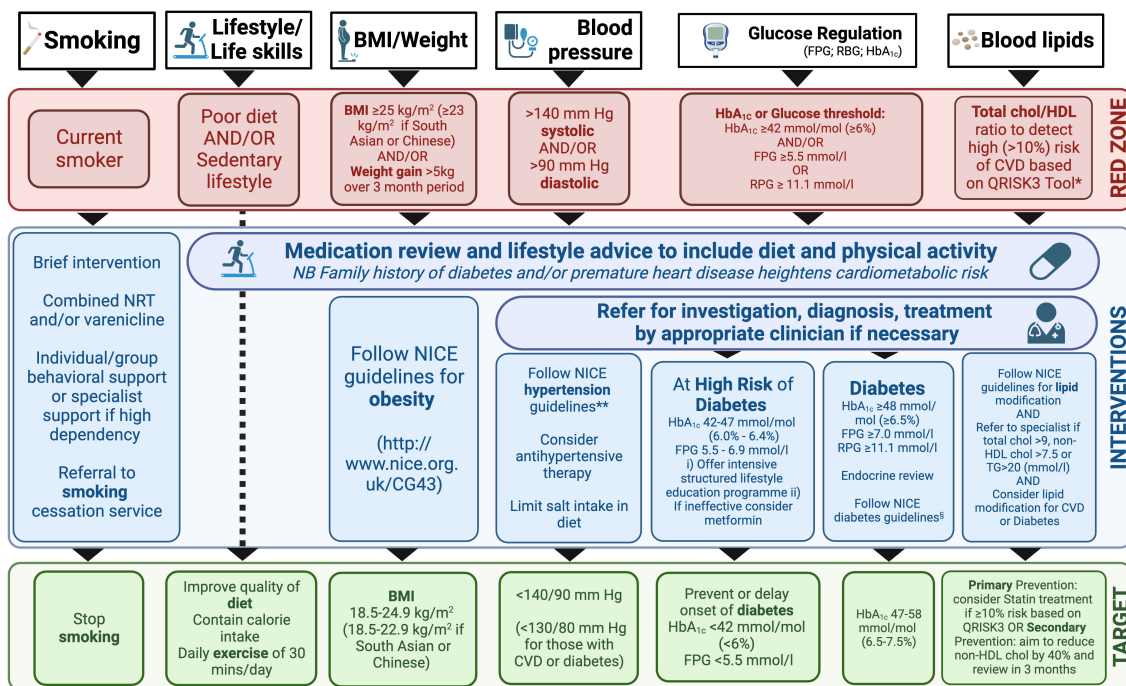 Smoking
Lifestyle/
Life skills
BMI/Weight
Blood
pressure
Glucose Regulation
(FPG; RBG; HbA1c)
Blood lipids
Current
smoker
Poor diet
AND/OR
Sedentary
lifestyle
BMI ≥25 kg/m² (≥23
kg/m² if South
Asian or Chinese)
AND/OR
Weight gain >5kg
over 3 month period
>140 mm Hg
systolic
AND/OR
>90 mm Hg
diastolic
HbA1c or Glucose threshold:
HbA1c ≥42 mmol/mol (≥6%)
AND/OR
FPG ≥5.5 mmol/l
OR
RPG ≥ 11.1 mmol/l
Total chol/HDL
ratio to detect
high (>10%) risk
of CVD based
on QRISK3 Tool*
RED ZONE
Brief intervention
Combined NRT
and/or varenicline
Individual/group
behavioral support
or specialist
support if high
dependency
Referral to
smoking
cessation service
Medication review and lifestyle advice to include diet and physical activity
NB Family history of diabetes and/or premature heart disease heightens cardiometabolic risk
Follow NICE
guidelines for
obesity
(http://
www.nice.org.
uk/CG43)
Refer for investigation, diagnosis, treatment
by appropriate clinician if necessary
Follow NICE
hypertension
guidelines**
Consider
antihypertensive
therapy
Limit salt intake in
diet
At High Risk of
Diabetes
HbA1c 42-47 mmol/mol
(6.0% - 6.4%)
FPG 5.5 - 6.9 mmol/l
i) Offer intensive
structured lifestyle
education programme ii)
If ineffective consider
metformin
Diabetes
HbA1c ≥48 mmol/
mol (≥6.5%)
FPG ≥7.0 mmol/l
RPG ≥11.1 mmol/l
Endocrine review
Follow NICE
diabetes guidelines§
Follow NICE
guidelines for lipid
modification
AND
Refer to specialist if
total chol >9, non-
HDL chol >7.5 or
TG>20 (mmol/l)
AND
Consider lipid
modification for CVD
or Diabetes
INTERVENTIONS
Stop
smoking
Improve quality of
diet
Contain calorie
intake
Daily exercise of 30
mins/day
BMI
18.5-24.9 kg/m²
(18.5-22.9 kg/m² if
South Asian or
Chinese)
<140/90 mm Hg
(<130/80 mm Hg
for those with
CVD or diabetes)
Prevent or delay
onset of diabetes
HbA1c <42 mmol/mol
(<6%)
FPG <5.5 mmol/l
HbA1c 47-58
mmol/mol
(6.5-7.5%)
Primary Prevention:
consider Statin treatment
if ≥10% risk based on
QRISK3 OR Secondary
Prevention: aim to reduce
non-HDL chol by 40% and
review in 3 months
TARGET